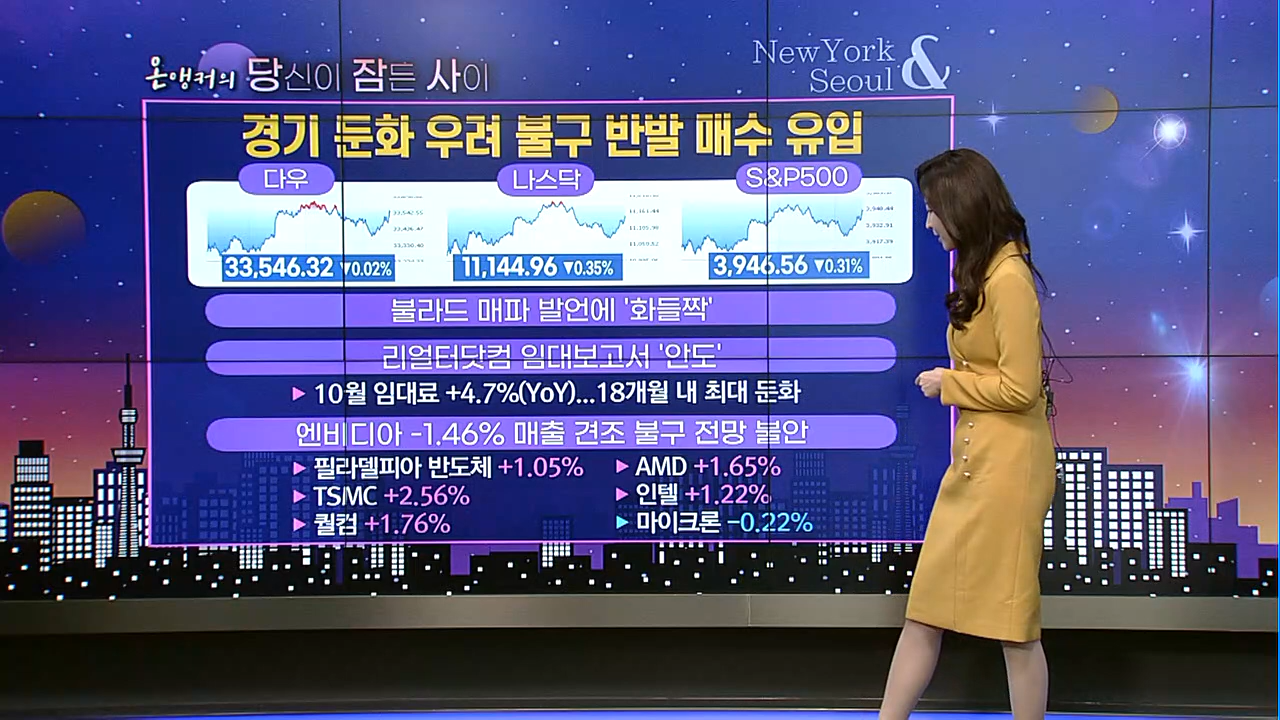 온앵커의 당신이 잠든 사이
NewYork & Seoul
경기 둔화 우려 불구 반발 매수 유입
다우 나스닥 S&P500
33,546.32 ▼0.02% 11,144.96 ▼0.35% 3,946.56 ▼0.31%
불라드 매파 발언에 '화들짝'
리얼터닷컴 임대보고서 '안도'
▶ 10월 임대료 +4.7%(YoY)...18개월 내 최대 둔화
엔비디아 -1.46% 매출 견조 불구 전망 불안
▶ 필라델피아 반도체 +1.05% ▶ AMD +1.65%
▶ TSMC +2.56% ▶ 인텔 +1.22%
▶ 퀄컴 +1.76% ▶ 마이크론 -0.22%